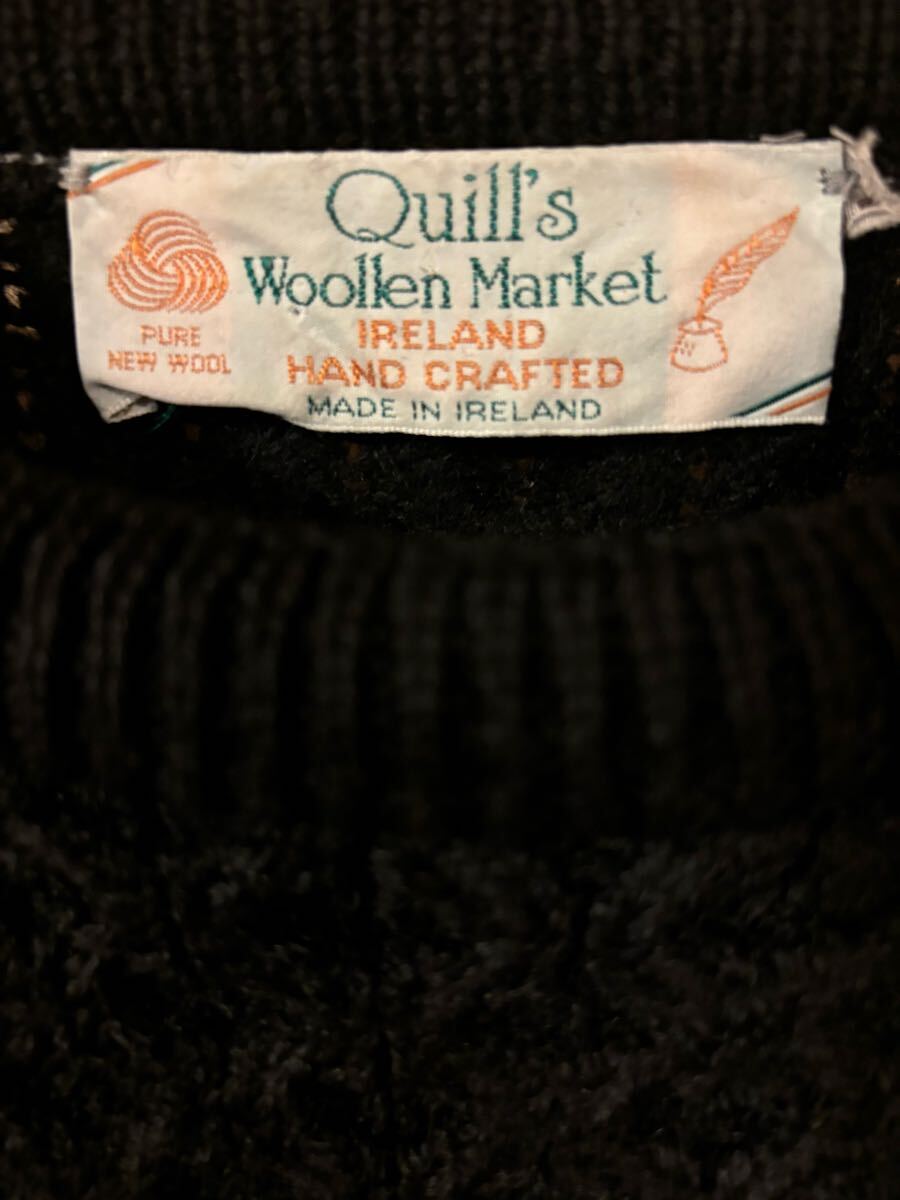 Quill's
Woollen Market
IRELAND
HAND CRAFTED
MADE IN IRELAND
PURE
NEW WOOL